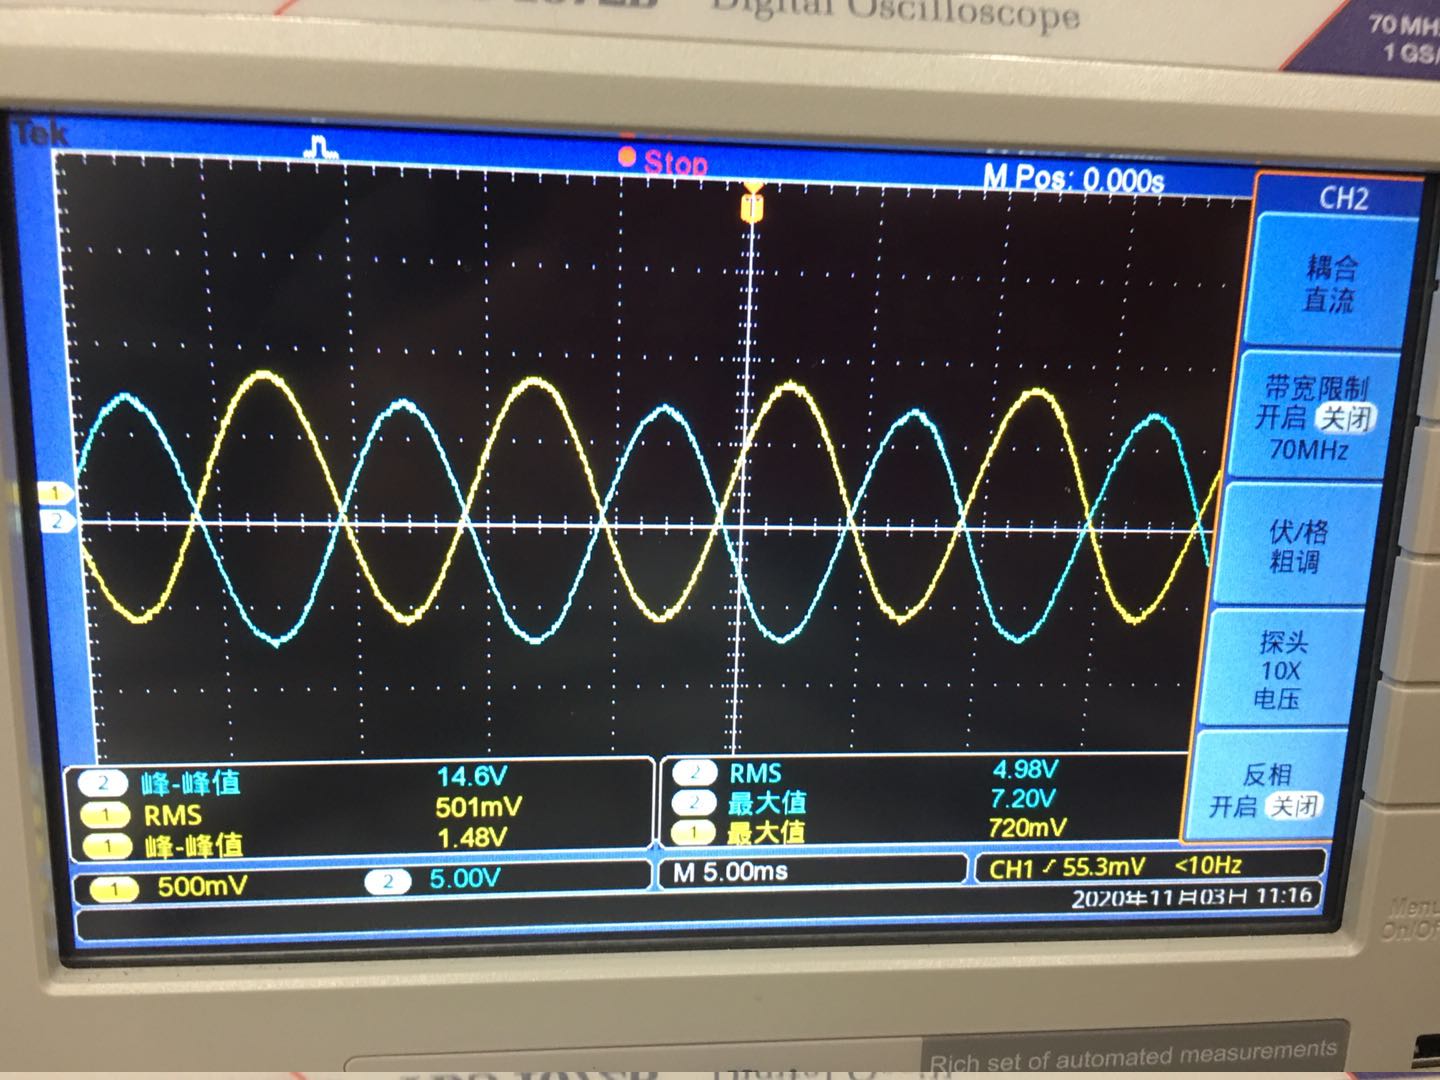 Digital Oscilloscope
70 MH
1 GS/
Tek
Stop
M Pos: 0.000s
CH2
T
耦合
直流
带宽限制
开启 关闭
70MHz
1
2
伏/格
粗调
探头
10X
电压
反相
开启 关闭
2 峰-峰值 14.6V
1 RMS 501mV
1 峰-峰值 1.48V
2 RMS 4.98V
2 最大值 7.20V
1 最大值 720mV
1 500mV 2 5.00V
M 5.00ms
CH1 55.3mV <10Hz
2020年11月03日 11:16
Menu
On/Of
Rich set of automated measurements